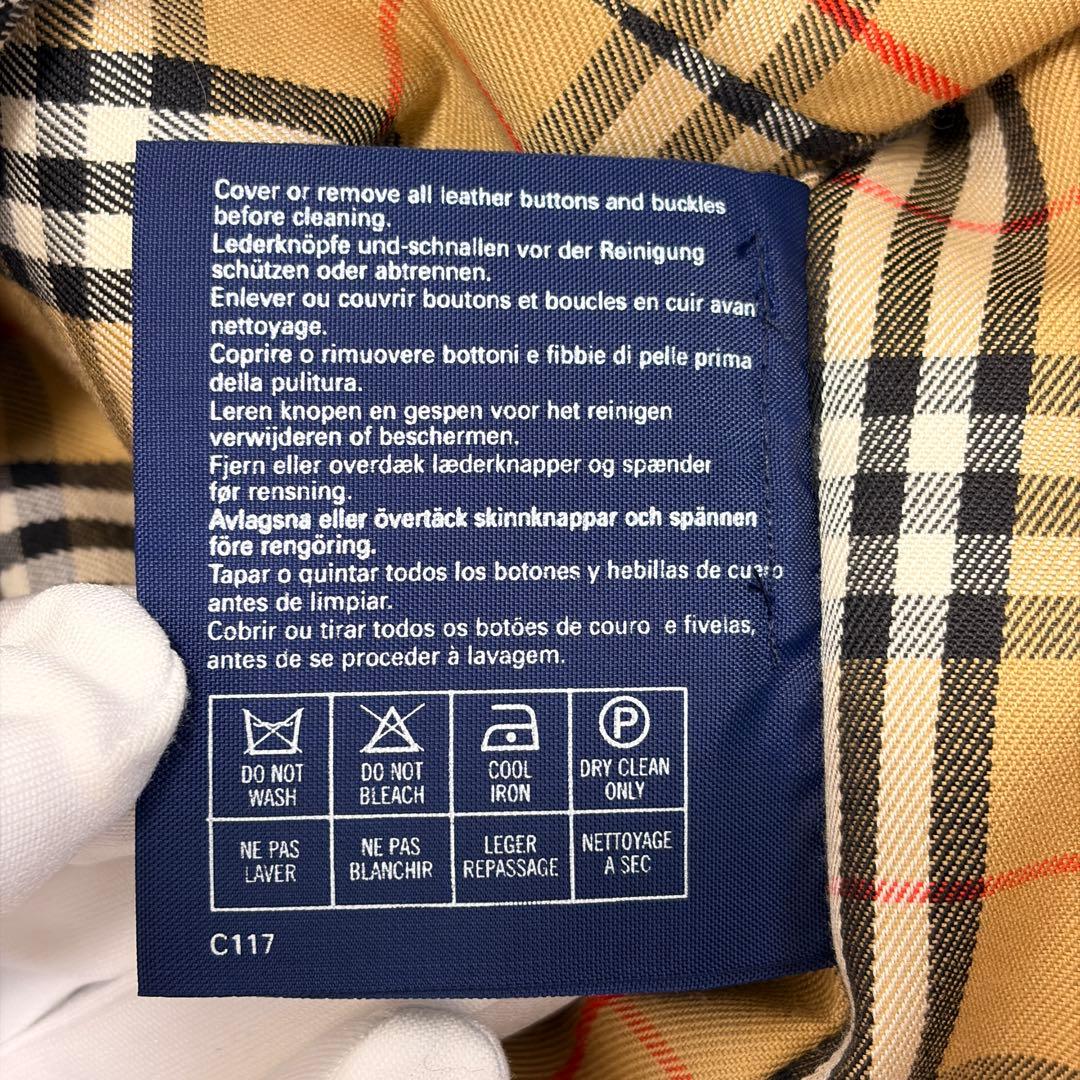 Cover or remove all leather buttons and buckles
before cleaning.
Lederknöpfe und-schnallen vor der Reinigung
schützen oder abtrennen.
Enlever ou couvrir boutons et boucles en cuir avan
nettoyage.
Coprire o rimuovere bottoni e fibbie di pelle prima
della pulitura.
Leren knopen en gespen voor het reinigen
verwijderen of beschermen.
Fjern eller overdæk læderknapper og spænder
før rensning.
Avlagsna eller övertäck skinnknappar och spännen
före rengöring.
Tapar o quintar todos los botones y hebillas de cuero
antes de limpiar.
Cobrir ou tirar todos os botões de couro e fivelas,
antes de se proceder à lavagem.
P
DO NOT WASH
DO NOT BLEACH
COOL IRON
DRY CLEAN ONLY
NE PAS LAVER
NE PAS BLANCHIR
LEGER REPASSAGE
NETTOYAGE A SEC
C117